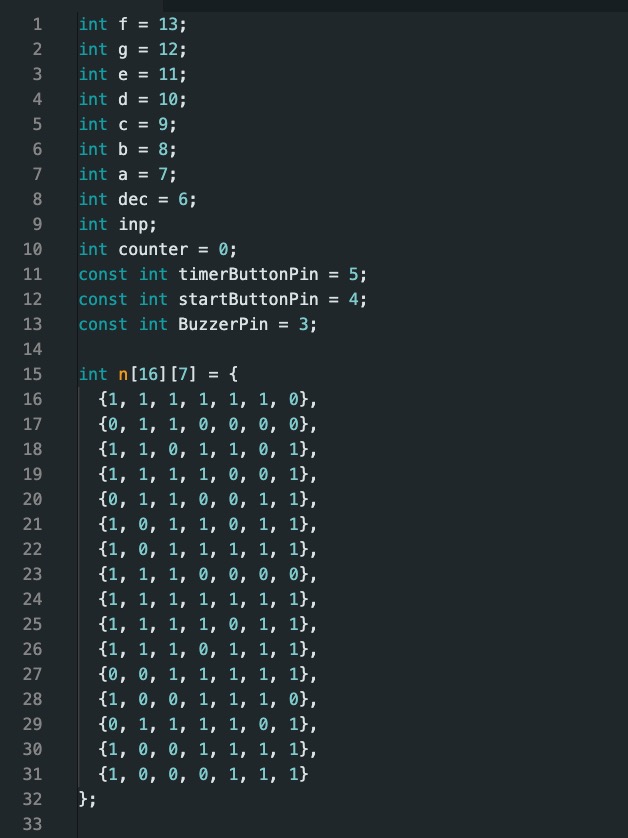 1 int f = 13;
2 int g = 12;
3 int e = 11;
4 int d = 10;
5 int c = 9;
6 int b = 8;
7 int a = 7;
8 int dec = 6;
9 int inp;
10 int counter = 0;
11 const int timerButtonPin = 5;
12 const int startButtonPin = 4;
13 const int BuzzerPin = 3;
14
15 int n[16][7] = {
16 {1, 1, 1, 1, 1, 1, 0},
17 {0, 1, 1, 0, 0, 0, 0},
18 {1, 1, 0, 1, 1, 0, 1},
19 {1, 1, 1, 1, 0, 0, 1},
20 {0, 1, 1, 0, 0, 1, 1},
21 {1, 0, 1, 1, 0, 1, 1},
22 {1, 0, 1, 1, 1, 1, 1},
23 {1, 1, 1, 0, 0, 0, 0},
24 {1, 1, 1, 1, 1, 1, 1},
25 {1, 1, 1, 1, 0, 1, 1},
26 {1, 1, 1, 0, 1, 1, 1},
27 {0, 0, 1, 1, 1, 1, 1},
28 {1, 0, 0, 1, 1, 1, 0},
29 {0, 1, 1, 1, 1, 0, 1},
30 {1, 0, 0, 1, 1, 1, 1},
31 {1, 0, 0, 0, 1, 1, 1}
32 };
33